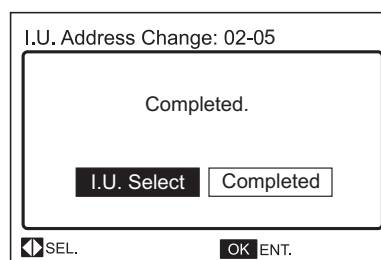 I.U. Address Change: 02-05
Completed.
I.U. Select Completed
SEL. OK ENT.